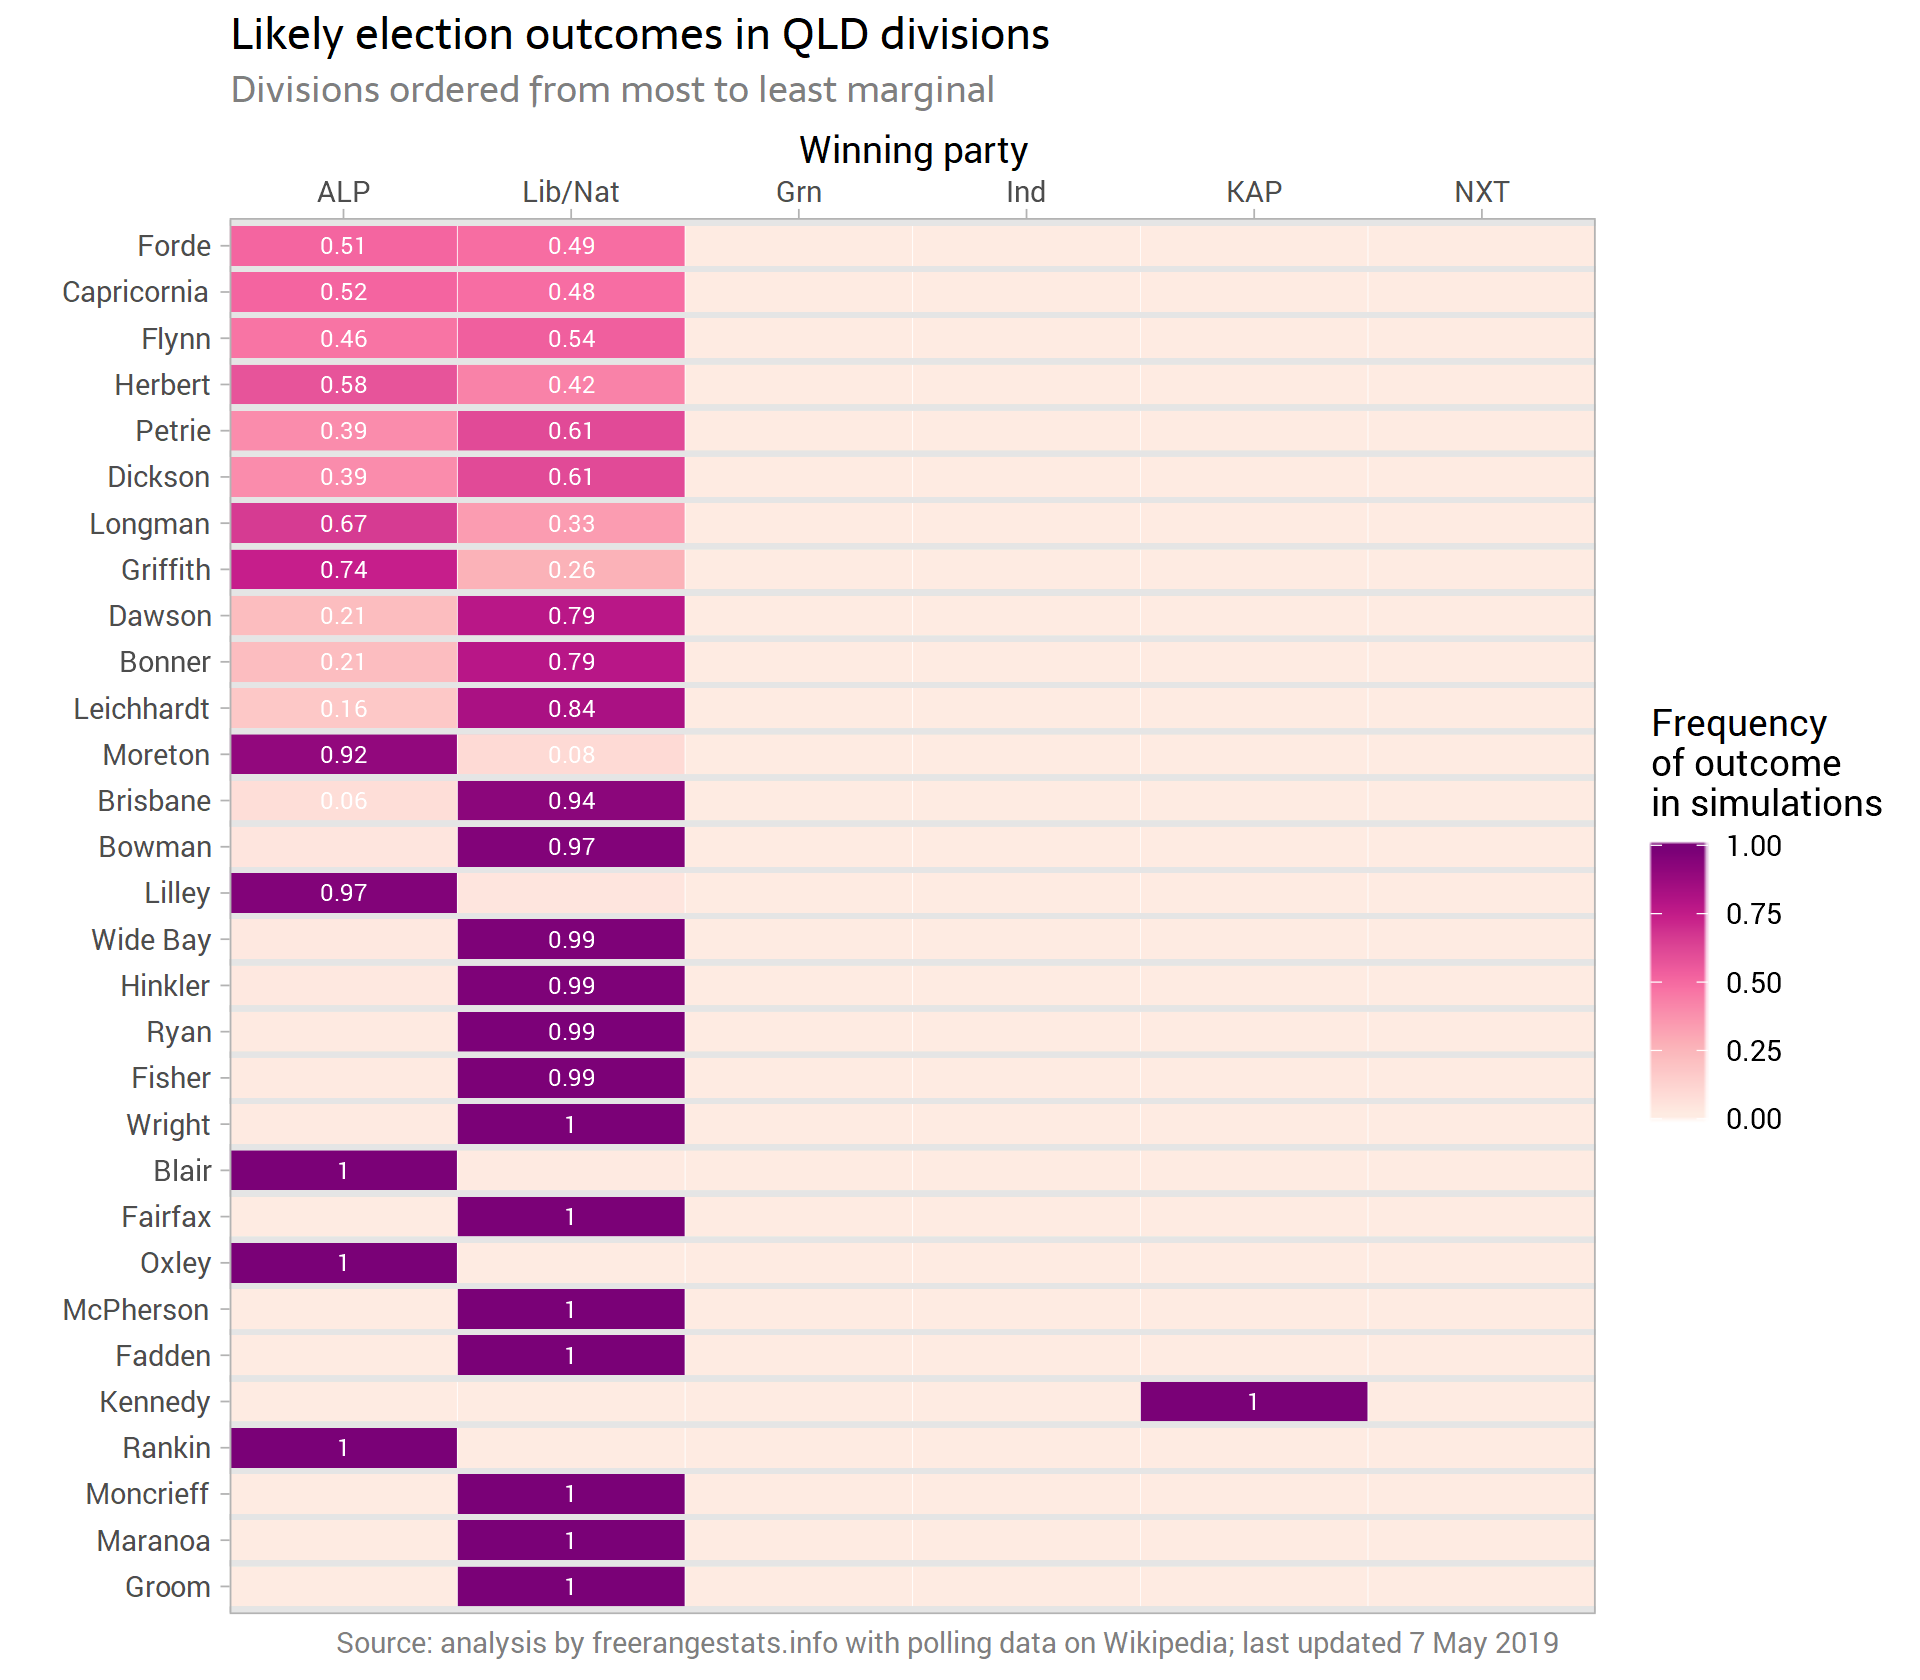 Likely election outcomes in QLD divisions
Divisions ordered from most to least marginal
Winning party
ALP Lib/Nat Grn Ind KAP NXT
Forde 0.51 0.49
Capricornia 0.52 0.48
Flynn 0.46 0.54
Herbert 0.58 0.42
Petrie 0.39 0.61
Dickson 0.39 0.61
Longman 0.67 0.33
Griffith 0.74 0.26
Dawson 0.21 0.79
Bonner 0.21 0.79
Leichhardt 0.16 0.84
Moreton 0.92 0.08
Brisbane 0.06 0.94
Bowman 0.97
Lilley 0.97
Wide Bay 0.99
Hinkler 0.99
Ryan 0.99
Fisher 0.99
Wright 1
Blair 1
Fairfax 1
Oxley 1
McPherson 1
Fadden 1
Kennedy 1
Rankin 1
Moncrieff 1
Maranoa 1
Groom 1
Frequency
of outcome
in simulations
1.00
0.75
0.50
0.25
0.00
Source: analysis by freerangestats.info with polling data on Wikipedia; last updated 7 May 2019